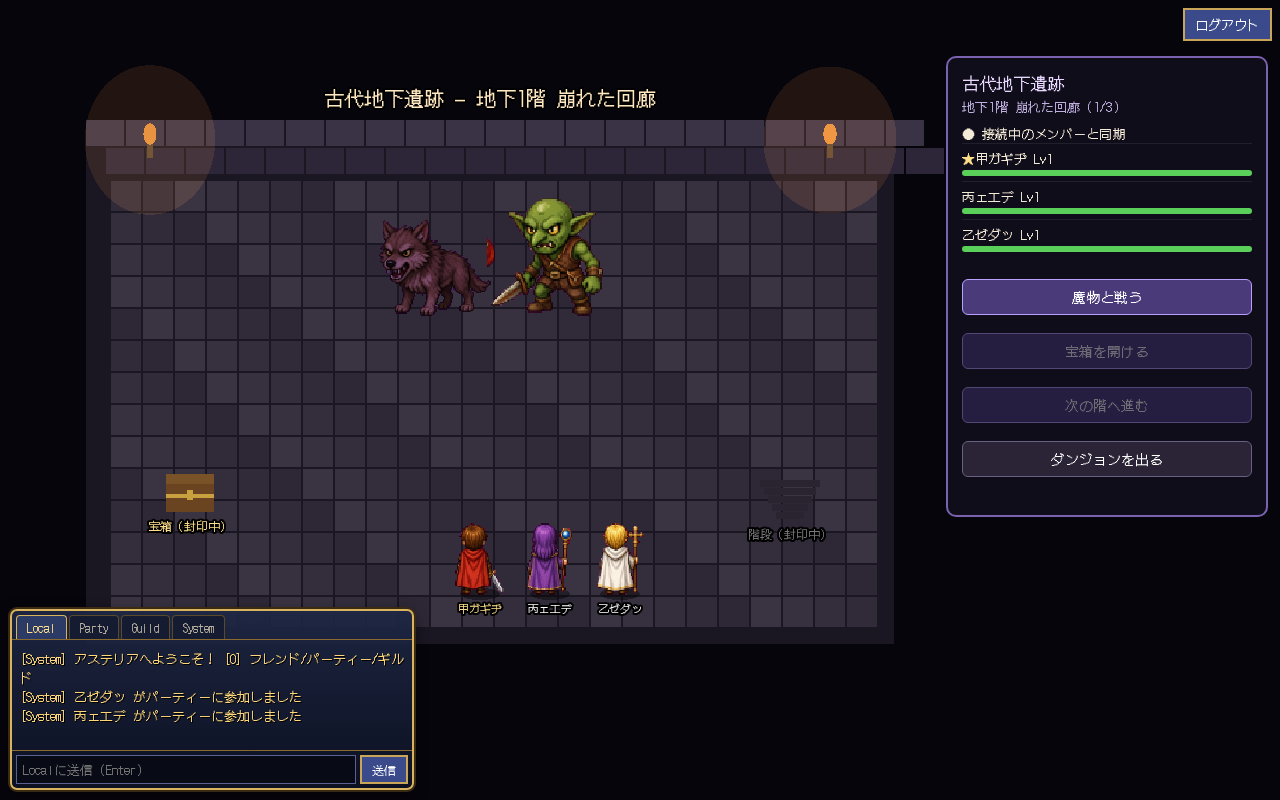 ログアウト
古代地下遺跡 − 地下1階 崩れた回廊
古代地下遺跡
地下1階 崩れた回廊 (1/3)
● 接続中のメンバーと同期
★甲ガギヂ Lv1
丙ェエデ Lv1
乙ゼダッ Lv1
魔物と戦う
宝箱を開ける
次の階へ進む
ダンジョンを出る
宝箱 (封印中)
階段 (封印中)
甲ガギヂ
丙ェエデ
乙ゼダッ
Local Party Guild System
[System] アステリアへようこそ！ [O] フレンド/パーティー/ギル
ド
[System] 乙ゼダッ がパーティーに参加しました
[System] 丙ェエデ がパーティーに参加しました
Localに送信 (Enter)
送信